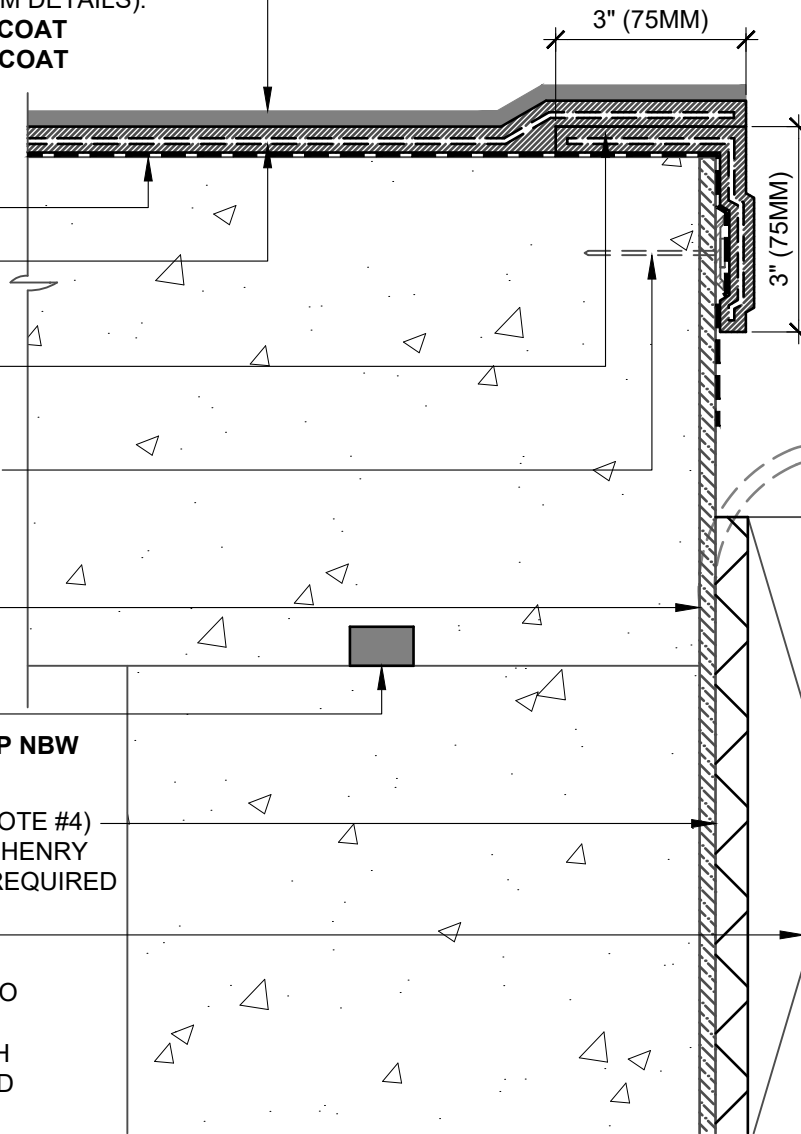 M DETAILS).
COAT
COAT
3" (75MM)
3" (75MM)
P NBW
OTE #4)
HENRY
REQUIRED
O
H
D